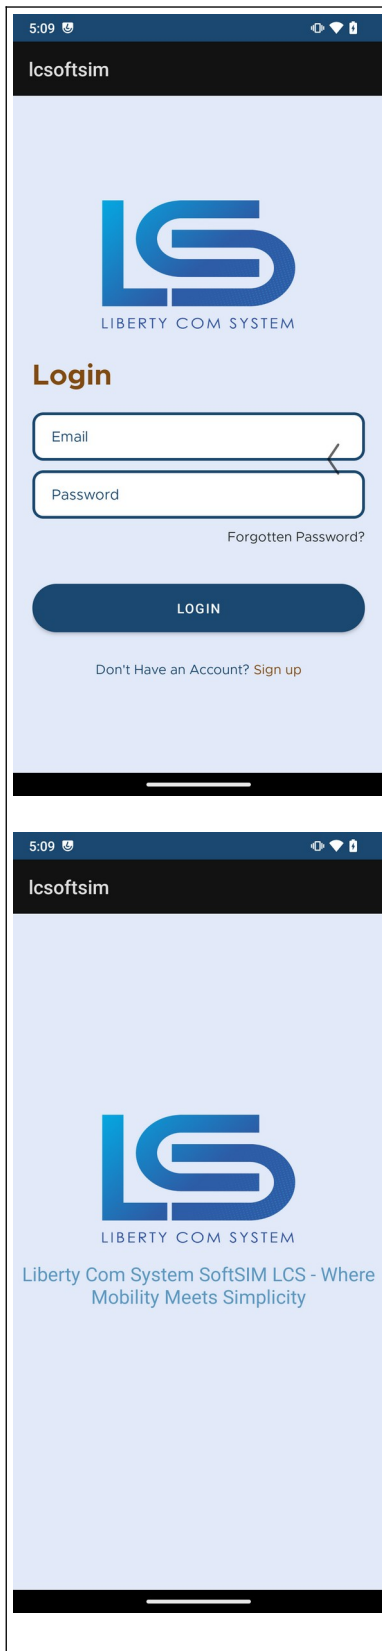 5:09
lcsoftsim
LIBERTY COM SYSTEM
Login
Email
Password
Forgotten Password?
LOGIN
Don't Have an Account? Sign up
5:09
lcsoftsim
LIBERTY COM SYSTEM
Liberty Com System SoftSIM LCS - Where
Mobility Meets Simplicity